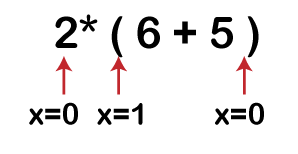 2* ( 6 + 5 )
x=0 x=1 x=0